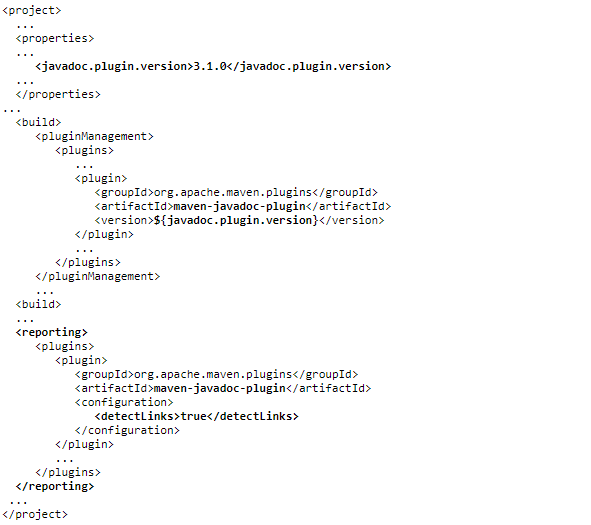 <project>
  ...
  <properties>
  ...
     <javadoc.plugin.version>3.1.0</javadoc.plugin.version>
  ...
  </properties>
...
  <build>
     <pluginManagement>
        <plugins>
           ...
           <plugin>
              <groupId>org.apache.maven.plugins</groupId>
              <artifactId>maven-javadoc-plugin</artifactId>
              <version>${javadoc.plugin.version}</version>
           </plugin>
           ...
        </plugins>
     </pluginManagement>
     ...
  <build>
  ...
  <reporting>
     <plugins>
        <plugin>
           <groupId>org.apache.maven.plugins</groupId>
           <artifactId>maven-javadoc-plugin</artifactId>
           <configuration>
              <detectLinks>true</detectLinks>
           </configuration>
        </plugin>
        ...
     </plugins>
  </reporting>
 ...
</project>